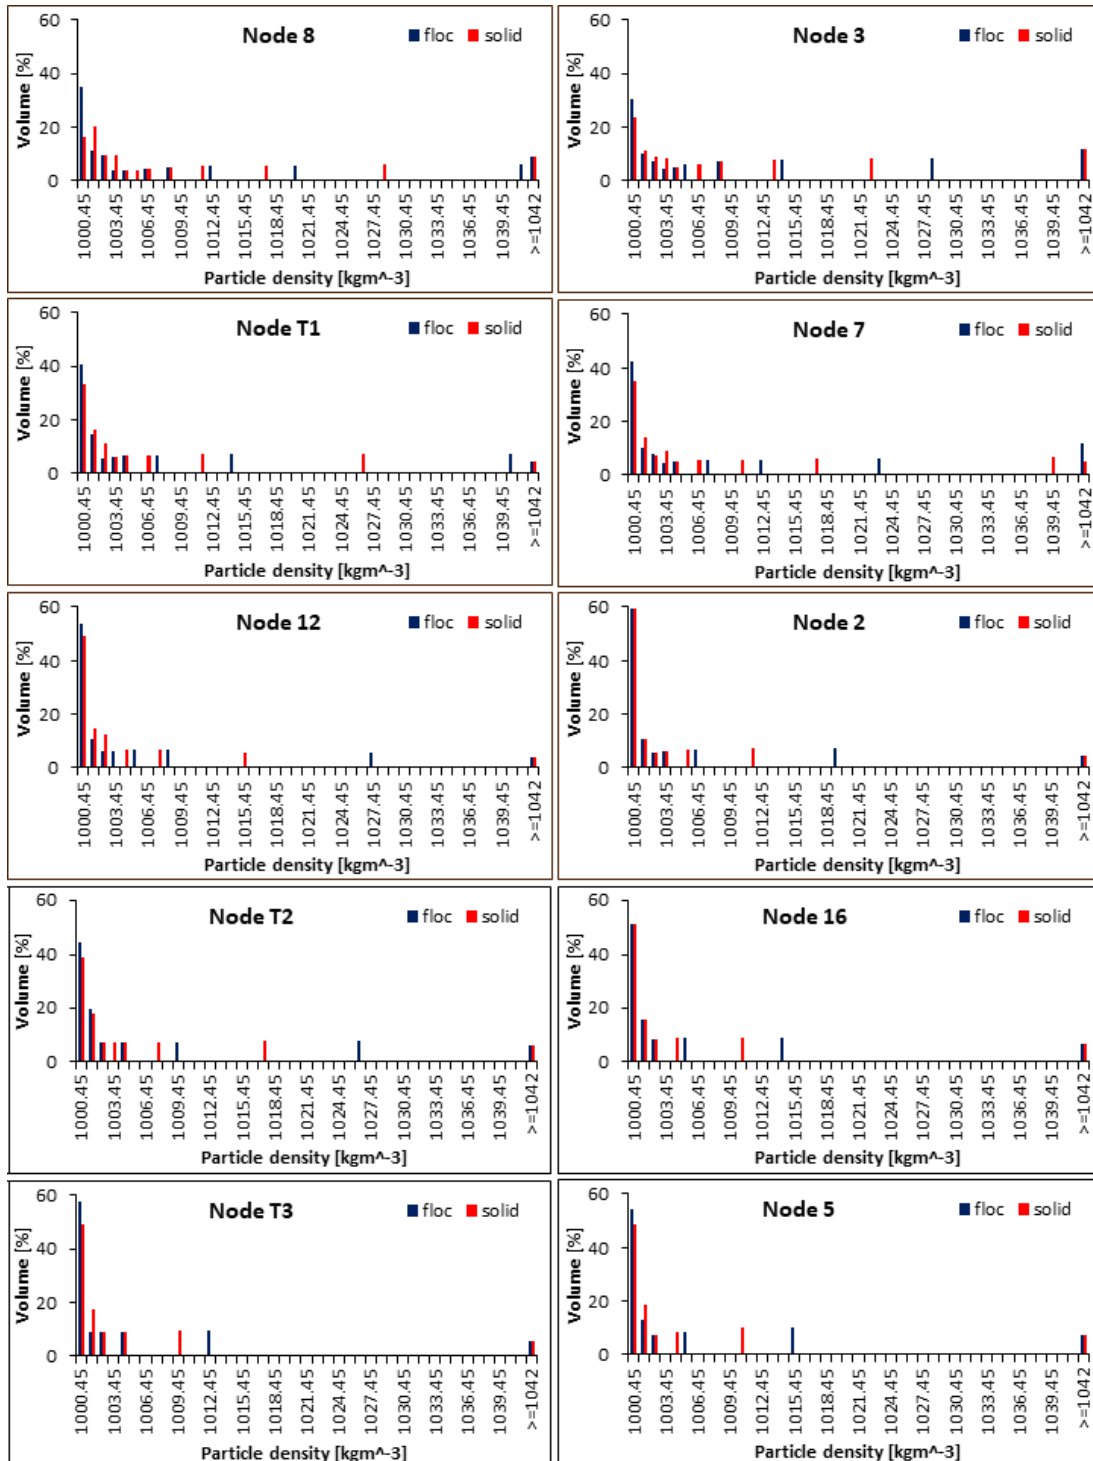 Node 8
floc solid
Volume [%]
60
40
20
0
1000.45 1003.45 1006.45 1009.45 1012.45 1015.45 1018.45 1021.45 1024.45 1027.45 1030.45 1033.45 1036.45 1039.45 >=1042
Particle density [kgm^-3]
Node 3
floc solid
Volume [%]
60
40
20
0
1000.45 1003.45 1006.45 1009.45 1012.45 1015.45 1018.45 1021.45 1024.45 1027.45 1030.45 1033.45 1036.45 1039.45 >=1042
Particle density [kgm^-3]
Node T1
floc solid
Volume [%]
60
40
20
0
1000.45 1003.45 1006.45 1009.45 1012.45 1015.45 1018.45 1021.45 1024.45 1027.45 1030.45 1033.45 1036.45 1039.45 >=1042
Particle density [kgm^-3]
Node 7
floc solid
Volume [%]
60
40
20
0
1000.45 1003.45 1006.45 1009.45 1012.45 1015.45 1018.45 1021.45 1024.45 1027.45 1030.45 1033.45 1036.45 1039.45 >=1042
Particle density [kgm^-3]
Node 12
floc solid
Volume [%]
60
40
20
0
1000.45 1003.45 1006.45 1009.45 1012.45 1015.45 1018.45 1021.45 1024.45 1027.45 1030.45 1033.45 1036.45 1039.45 >=1042
Particle density [kgm^-3]
Node 2
floc solid
Volume [%]
60
40
20
0
1000.45 1003.45 1006.45 1009.45 1012.45 1015.45 1018.45 1021.45 1024.45 1027.45 1030.45 1033.45 1036.45 1039.45 >=1042
Particle density [kgm^-3]
Node T2
floc solid
Volume [%]
60
40
20
0
1000.45 1003.45 1006.45 1009.45 1012.45 1015.45 1018.45 1021.45 1024.45 1027.45 1030.45 1033.45 1036.45 1039.45 >=1042
Particle density [kgm^-3]
Node 16
floc solid
Volume [%]
60
40
20
0
1000.45 1003.45 1006.45 1009.45 1012.45 1015.45 1018.45 1021.45 1024.45 1027.45 1030.45 1033.45 1036.45 1039.45 >=1042
Particle density [kgm^-3]
Node T3
floc solid
Volume [%]
60
40
20
0
1000.45 1003.45 1006.45 1009.45 1012.45 1015.45 1018.45 1021.45 1024.45 1027.45 1030.45 1033.45 1036.45 1039.45 >=1042
Particle density [kgm^-3]
Node 5
floc solid
Volume [%]
60
40
20
0
1000.45 1003.45 1006.45 1009.45 1012.45 1015.45 1018.45 1021.45 1024.45 1027.45 1030.45 1033.45 1036.45 1039.45 >=1042
Particle density [kgm^-3]